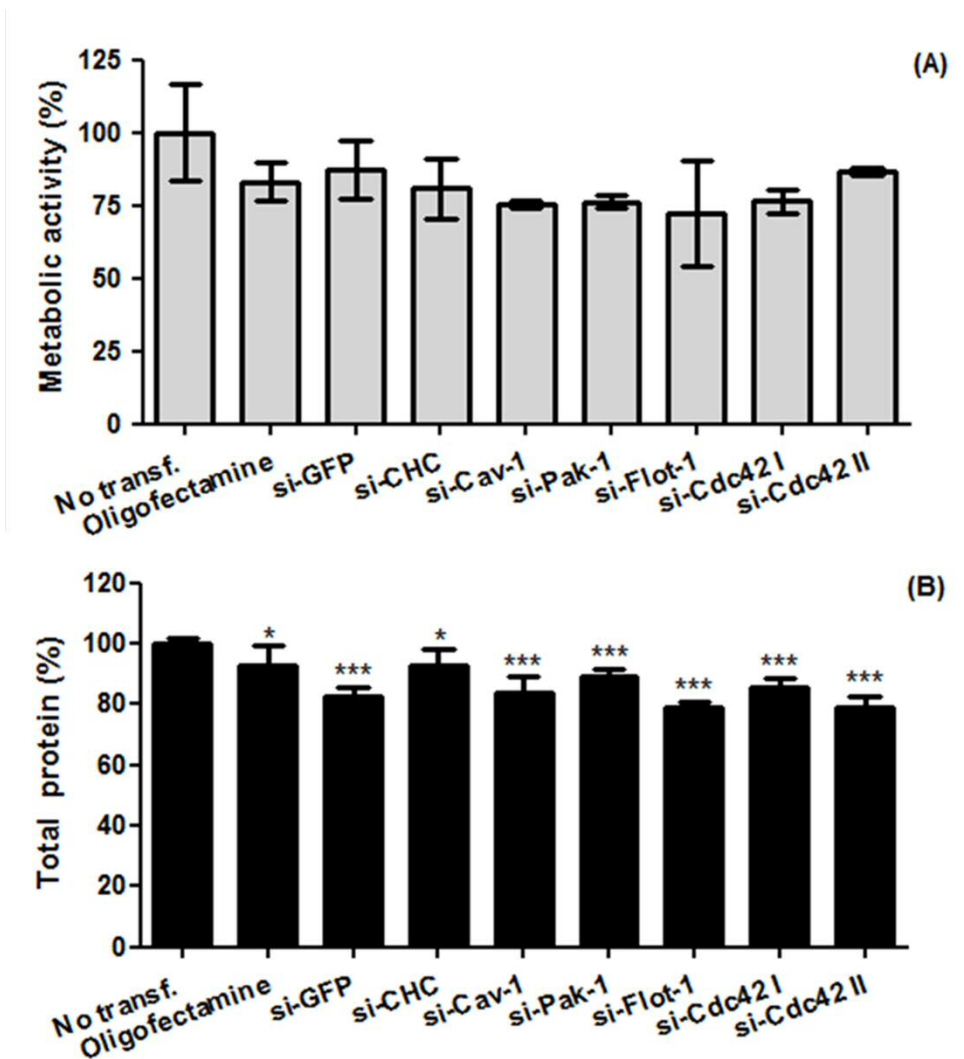 (A)
Metabolic activity (%)
125
100
75
50
25
0
No transf.
Oligofectamine
si-GFP
si-CHC
si-Cav-1
si-Pak-1
si-Flot-1
si-Cdc42 I
si-Cdc42 II
(B)
Total protein (%)
120
100
80
60
40
20
0
*
***
*
***
***
***
***
***
No transf.
Oligofectamine
si-GFP
si-CHC
si-Cav-1
si-Pak-1
si-Flot-1
si-Cdc42 I
si-Cdc42 II